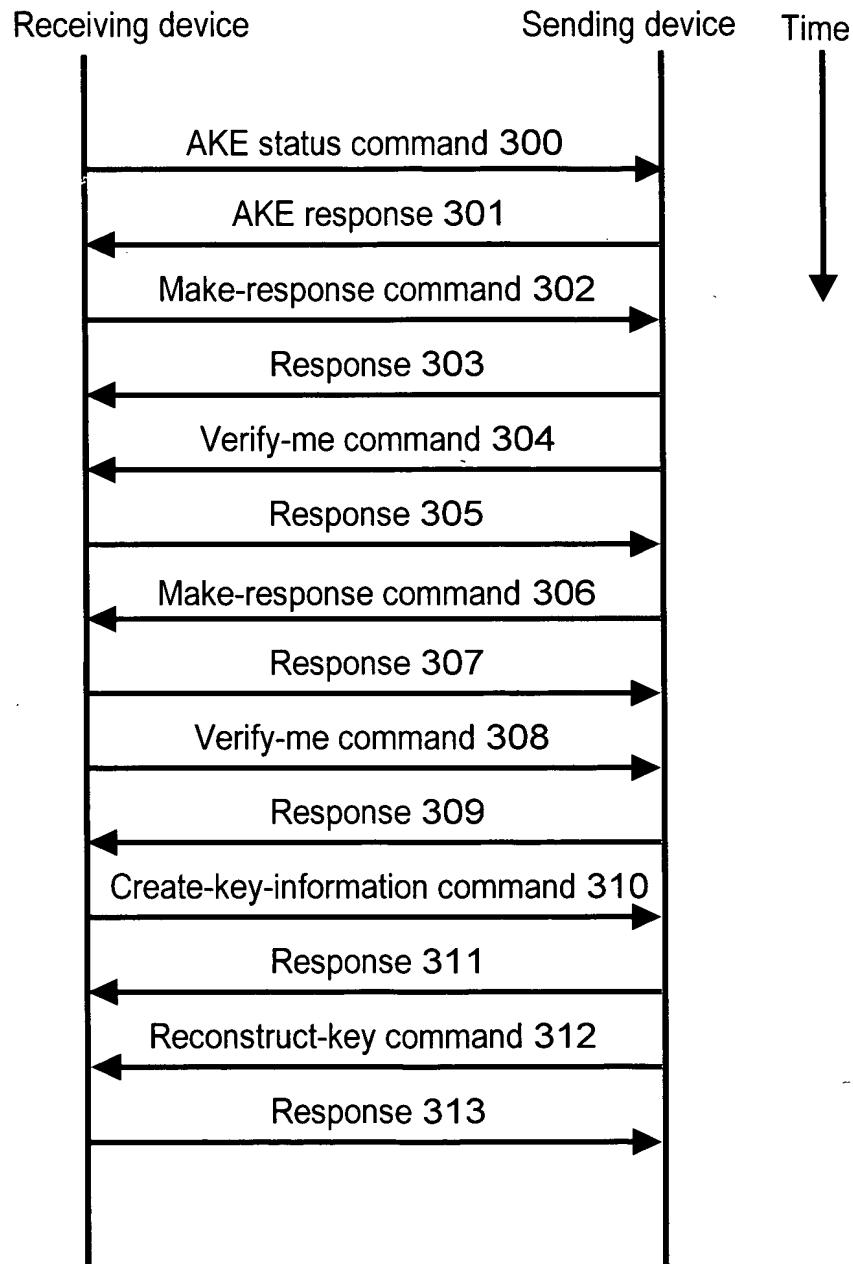 Receiving device Sending device Time
AKE status command 300
AKE response 301
Make-response command 302
Response 303
Verify-me command 304
Response 305
Make-response command 306
Response 307
Verify-me command 308
Response 309
Create-key-information command 310
Response 311
Reconstruct-key command 312
Response 313